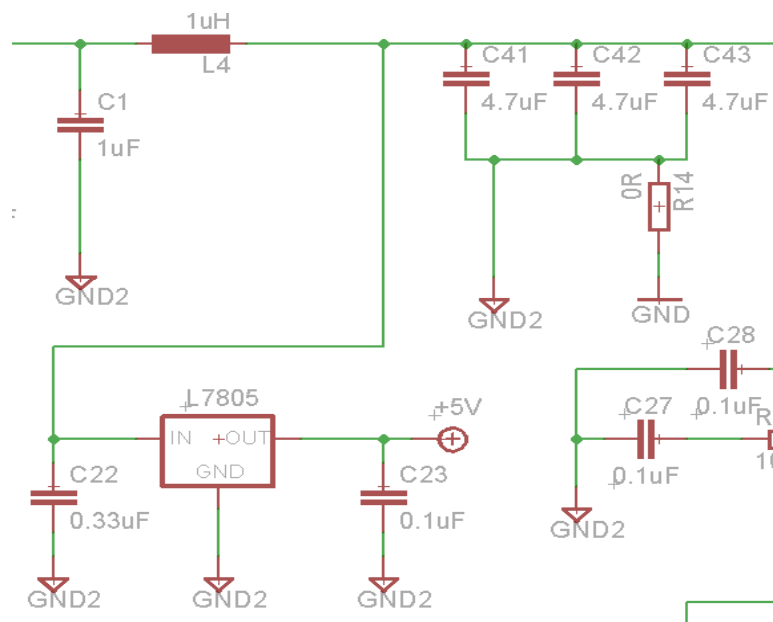 1uH
L4
C1
1uF
GND2
C41
4.7uF
C42
4.7uF
C43
4.7uF
0R
R14
GND2
GND
L7805
IN
OUT
GND
+5V
C22
0.33uF
C23
0.1uF
GND2
GND2
GND2
C28
0.1uF
C27
0.1uF
GND2
R